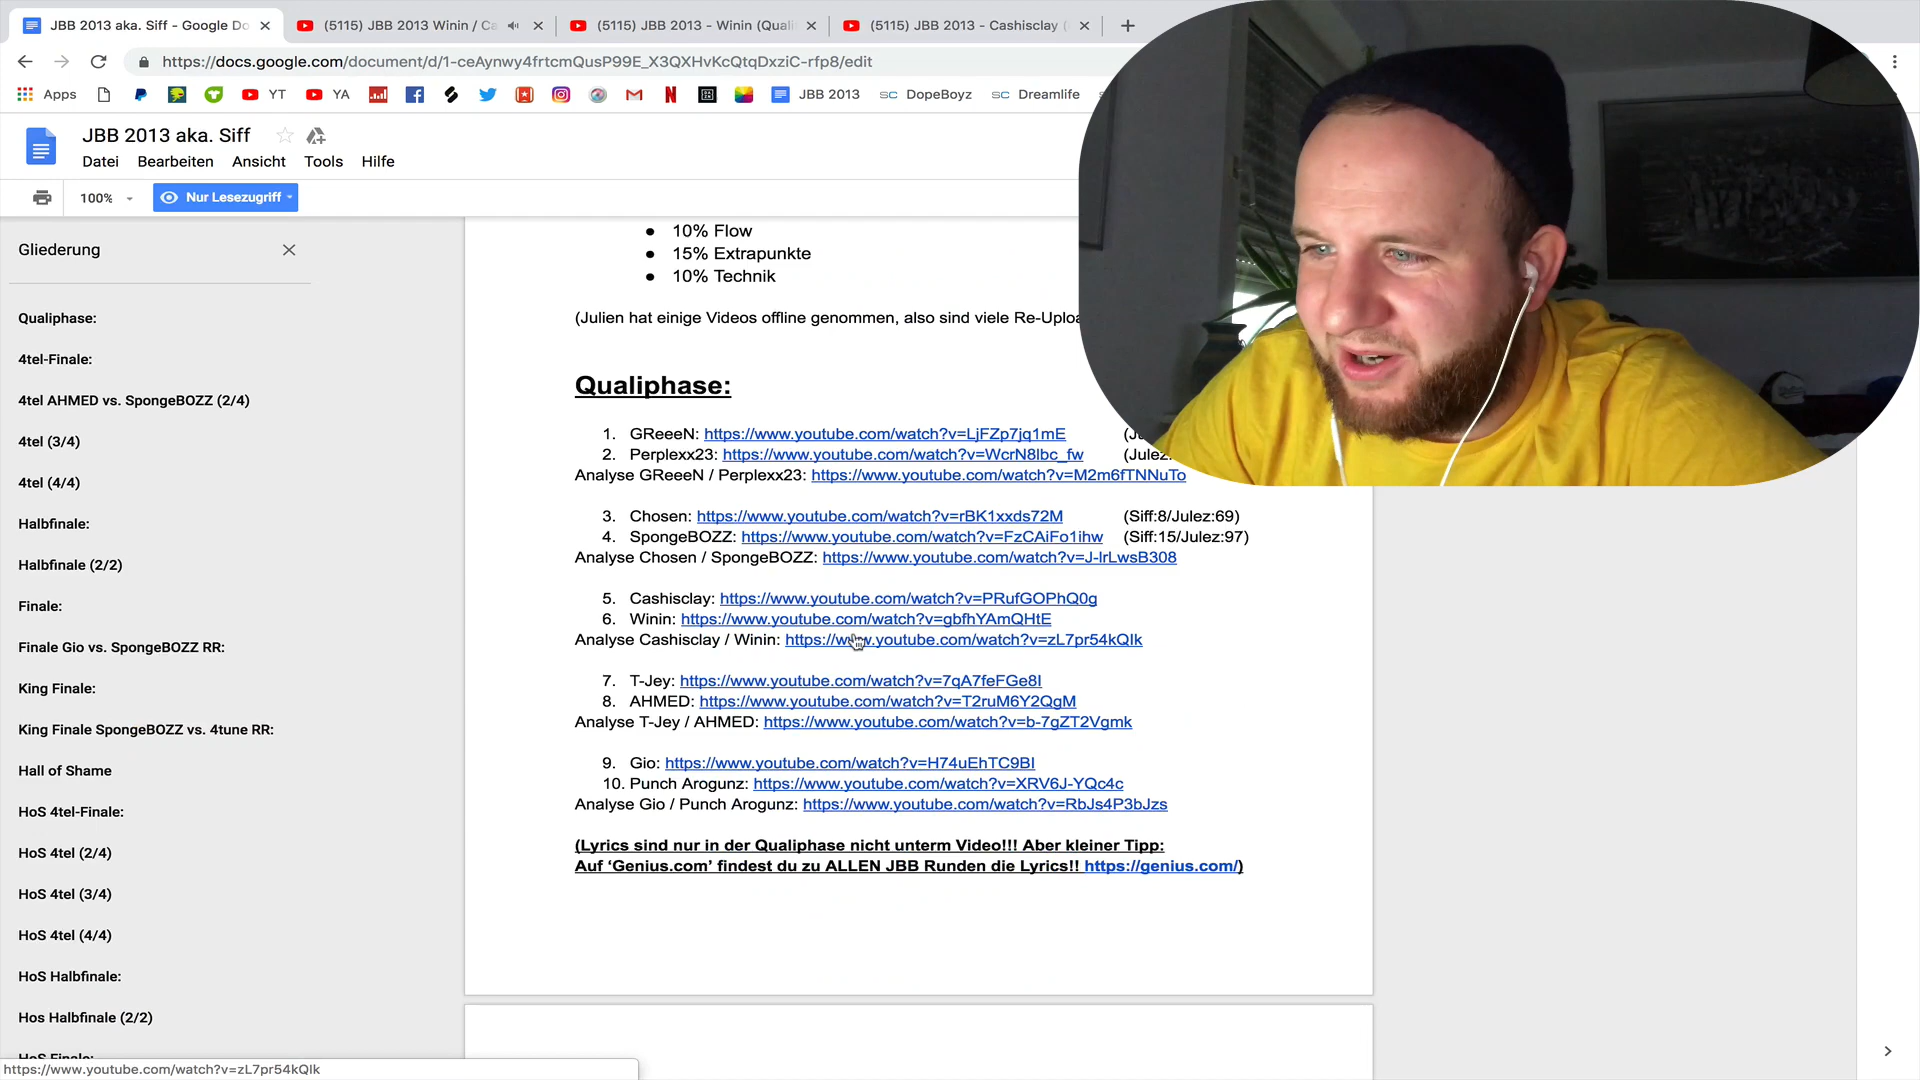 JBB 2013 aka. Siff - Google Do
(5115) JBB 2013 Winin / Ca
(5115) JBB 2013 - Winin (Quali
(5115) JBB 2013 - Cashisclay (
https://docs.google.com/document/d/1-ceAynwy4frtcmQusP99E_X3QXHvKcQtqDxziC-rfp8/edit
Apps YT YA JBB 2013 DopeBoyz Dreamlife
JBB 2013 aka. Siff
Datei Bearbeiten Ansicht Tools Hilfe
100% Nur Lesezugriff
Gliederung
Qualiphase:
4tel-Finale:
4tel AHMED vs. SpongeBOZZ (2/4)
4tel (3/4)
4tel (4/4)
Halbfinale:
Halbfinale (2/2)
Finale:
Finale Gio vs. SpongeBOZZ RR:
King Finale:
King Finale SpongeBOZZ vs. 4tune RR:
Hall of Shame
HoS 4tel-Finale:
HoS 4tel (2/4)
HoS 4tel (3/4)
HoS 4tel (4/4)
HoS Halbfinale:
Hos Halbfinale (2/2)
HoS Finale:
● 10% Flow
● 15% Extrapunkte
● 10% Technik
(Julien hat einige Videos offline genommen, also sind viele Re-Uploa
Qualiphase:
1. GReeeN: https://www.youtube.com/watch?v=LjFZp7jq1mE
2. Perplexx23: https://www.youtube.com/watch?v=WcrN8lbc_fw (Julez:
Analyse GReeeN / Perplexx23: https://www.youtube.com/watch?v=M2m6fTNNuTo
3. Chosen: https://www.youtube.com/watch?v=rBK1xxds72M (Siff:8/Julez:69)
4. SpongeBOZZ: https://www.youtube.com/watch?v=FzCAiFo1ihw (Siff:15/Julez:97)
Analyse Chosen / SpongeBOZZ: https://www.youtube.com/watch?v=J-lrLwsB308
5. Cashisclay: https://www.youtube.com/watch?v=PRufGOPhQ0g
6. Winin: https://www.youtube.com/watch?v=gbfhYAmQHtE
Analyse Cashisclay / Winin: https://www.youtube.com/watch?v=zL7pr54kQIk
7. T-Jey: https://www.youtube.com/watch?v=7qA7feFGe8I
8. AHMED: https://www.youtube.com/watch?v=T2ruM6Y2QgM
Analyse T-Jey / AHMED: https://www.youtube.com/watch?v=b-7gZT2Vgmk
9. Gio: https://www.youtube.com/watch?v=H74uEhTC9BI
10. Punch Arogunz: https://www.youtube.com/watch?v=XRV6J-YQc4c
Analyse Gio / Punch Arogunz: https://www.youtube.com/watch?v=RbJs4P3bJzs
(Lyrics sind nur in der Qualiphase nicht unterm Video!!! Aber kleiner Tipp:
Auf ‘Genius.com’ findest du zu ALLEN JBB Runden die Lyrics!! https://genius.com/)
https://www.youtube.com/watch?v=zL7pr54kQIk